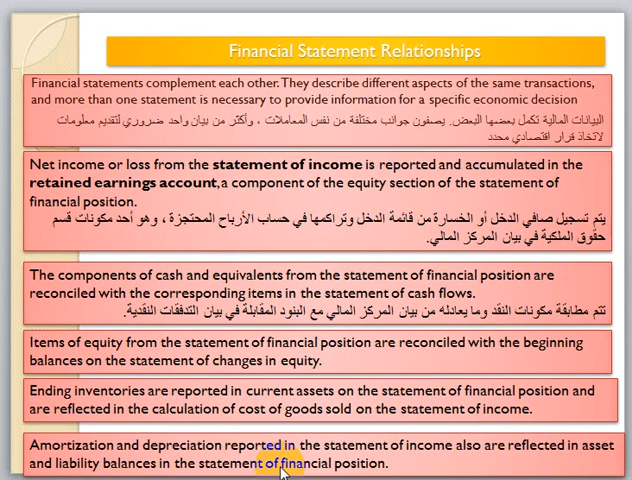 Financial Statement Relationships
Financial statements complement each other. They describe different aspects of the same transactions,
and more than one statement is necessary to provide information for a specific economic decision
البيانات المالية تكمل بعضها البعض. يصفون جوانب مختلفة من نفس المعاملات ، وأكثر من بيان واحد ضروري لتقديم معلومات
لاتخاذ قرار اقتصادي محدد
Net income or loss from the statement of income is reported and accumulated in the
retained earnings account, a component of the equity section of the statement of
financial position.
يتم تسجيل صافي الدخل أو الخسارة من قائمة الدخل وتراكمها في حساب الأرباح المحتجزة ، وهو أحد مكونات قسم
حقوق الملكية في بيان المركز المالي.
The components of cash and equivalents from the statement of financial position are
reconciled with the corresponding items in the statement of cash flows.
تتم مطابقة مكونات النقد وما يعادله من بيان المركز المالي مع البنود المقابلة في بيان التدفقات النقدية.
Items of equity from the statement of financial position are reconciled with the beginning
balances on the statement of changes in equity.
Ending inventories are reported in current assets on the statement of financial position and
are reflected in the calculation of cost of goods sold on the statement of income.
Amortization and depreciation reported in the statement of income also are reflected in asset
and liability balances in the statement of financial position.